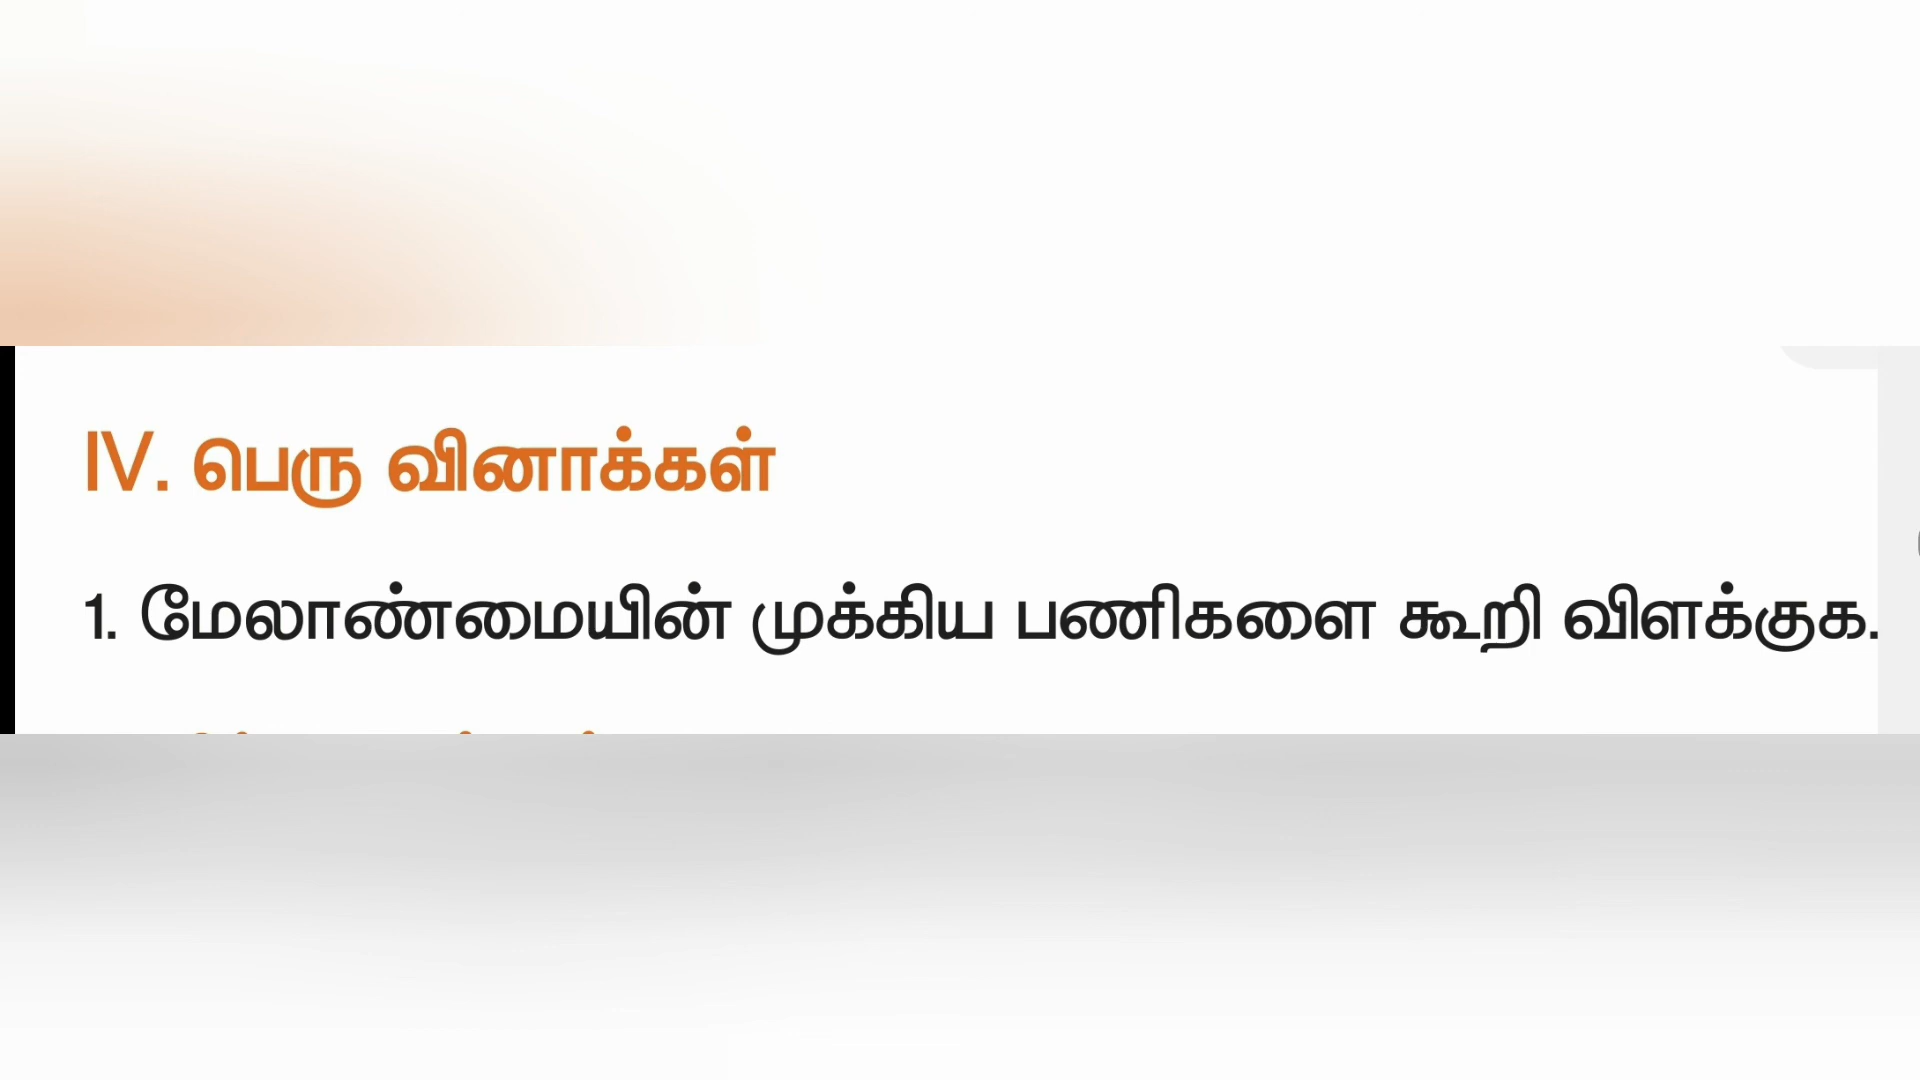 IV. பெரு வினாக்கள்
1. மேலாண்மையின் முக்கிய பணிகளை கூறி விளக்குக.